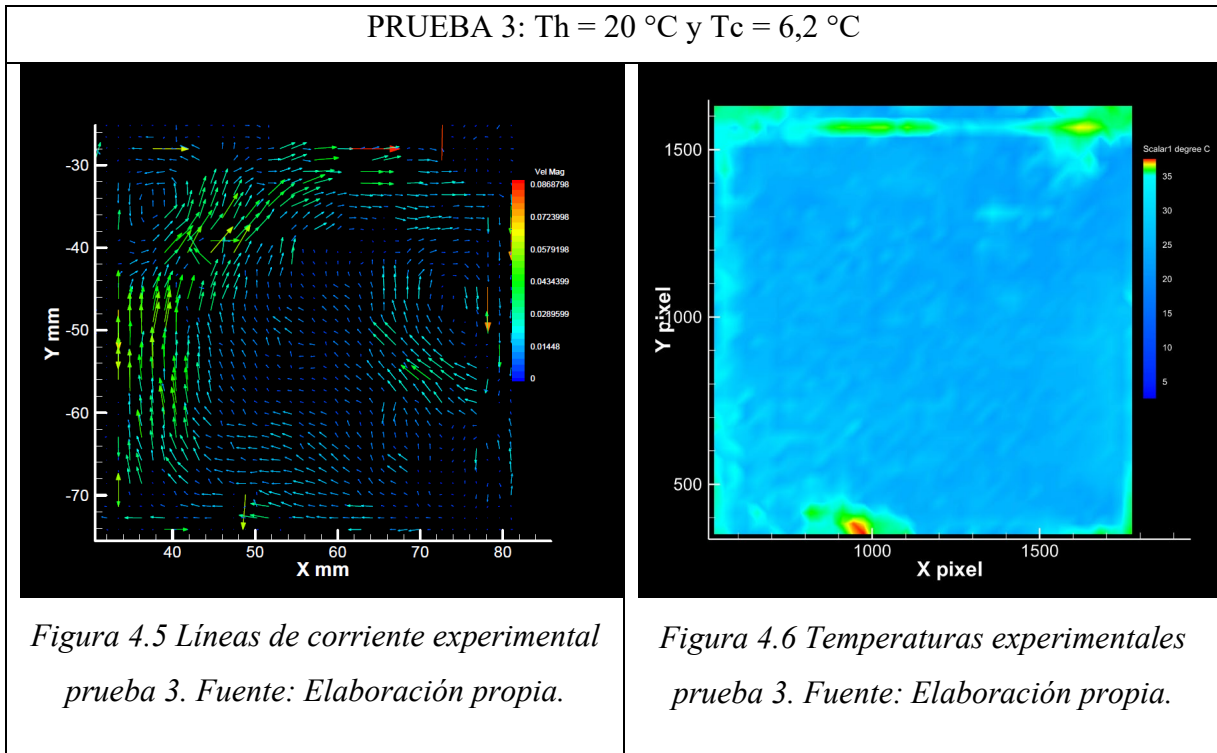 PRUEBA 3: Th = 20 °C y Tc = 6,2 °C
-30
-40
-50
-60
-70
Y mm
40
50
60
70
80
X mm
Vel Mag
0.0868798
0.0723998
0.0579198
0.0434399
0.0289599
0.01448
0
1500
1000
500
Y pixel
1000
1500
X pixel
Scalar1 degree C
35
30
25
20
15
10
5
Figura 4.5 Líneas de corriente experimental
prueba 3. Fuente: Elaboración propia.
Figura 4.6 Temperaturas experimentales
prueba 3. Fuente: Elaboración propia.